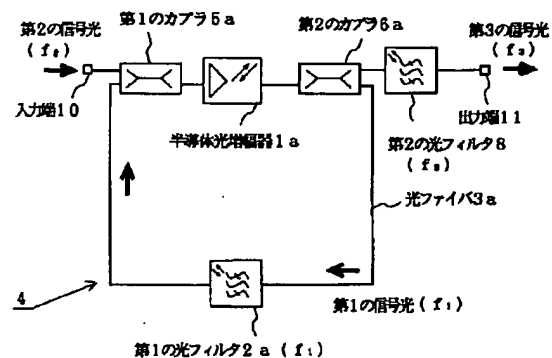 第2の信号光
(f₂)
第1のカプラ5a
第2のカプラ6a
第3の信号光
(f₃)
入力端10
半導体光増幅器1a
第2の光フィルタ8
(f₃)
出力端11
光ファイバ3a
4
第1の信号光(f₁)
第1の光フィルタ2a(f₁)